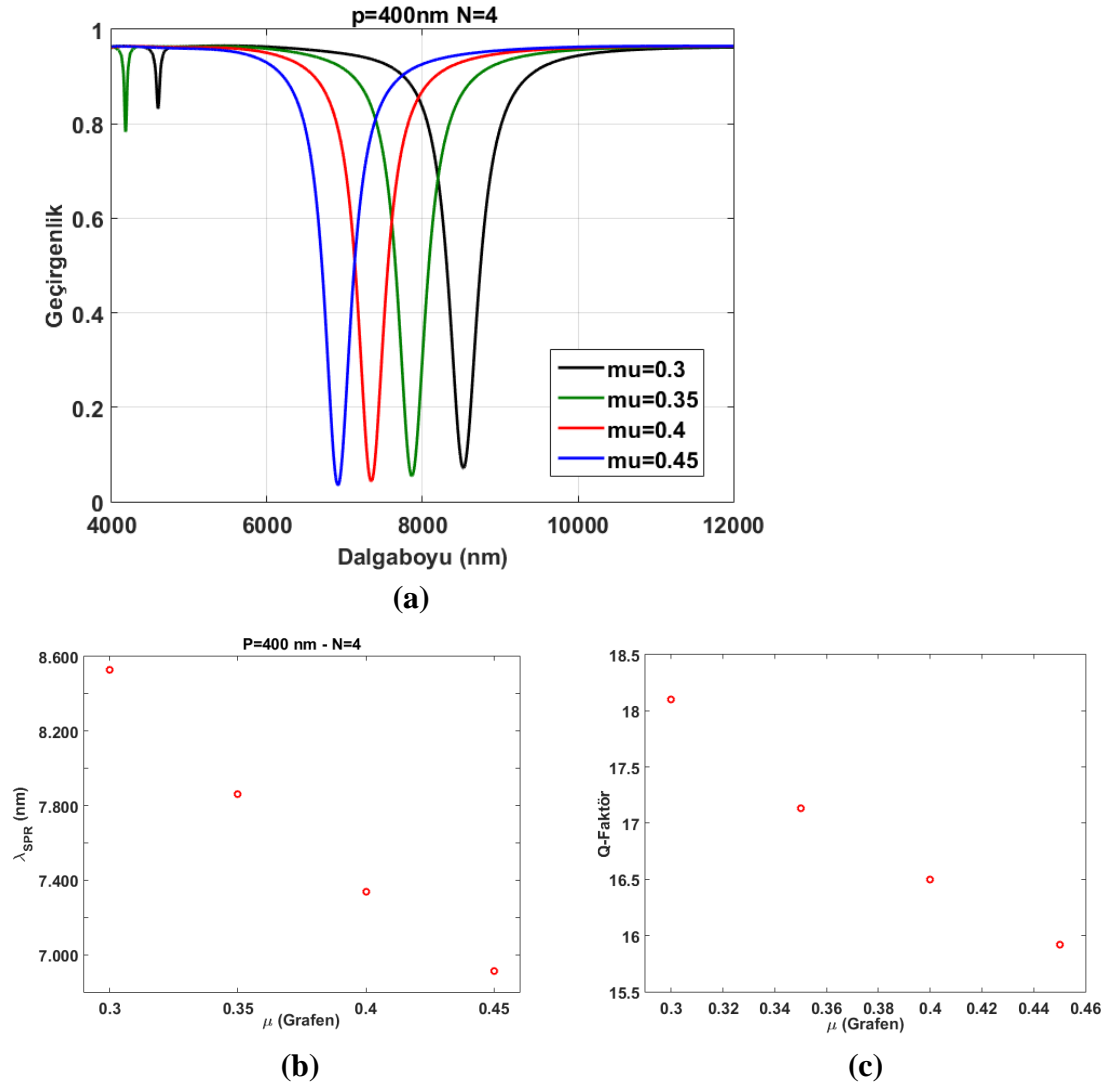 p=400nm N=4
1
0.8
0.6
0.4
0.2
0
Geçirgenlik
mu=0.3
mu=0.35
mu=0.4
mu=0.45
4000 6000 8000 10000 12000
Dalgaboyu (nm)
(a)
P=400 nm - N=4
8.600
8.200
7.800
7.400
7.000
λSPR (nm)
0.3 0.35 0.4 0.45
μ (Grafen)
(b)
18.5
18
17.5
17
16.5
16
15.5
Q-Faktör
0.3 0.32 0.34 0.36 0.38 0.4 0.42 0.44 0.46
μ (Grafen)
(c)